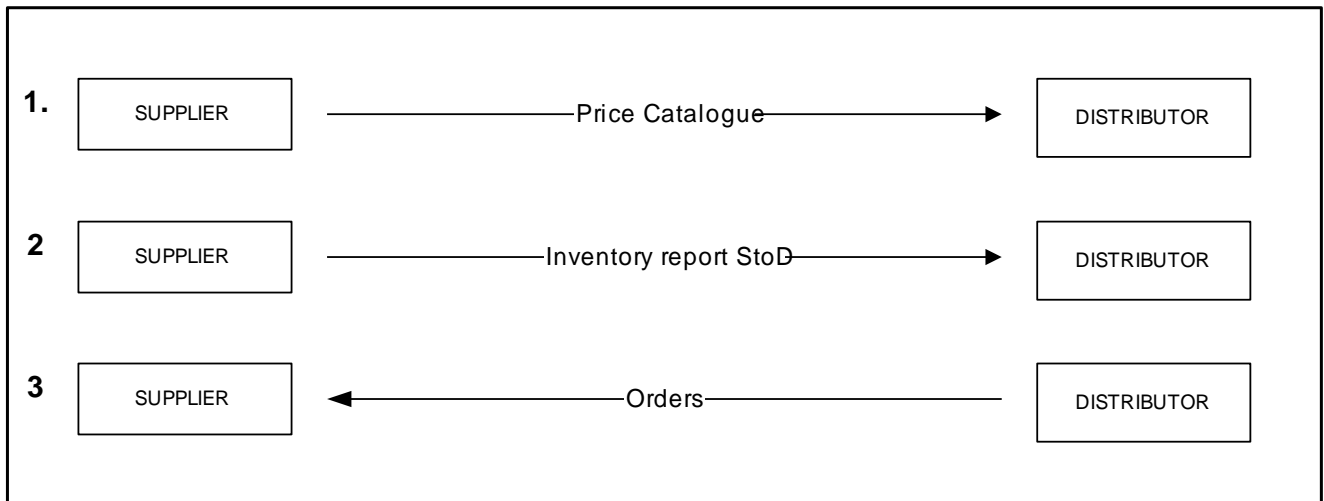 1. SUPPLIER Price Catalogue DISTRIBUTOR
2 SUPPLIER Inventory report StoD DISTRIBUTOR
3 SUPPLIER Orders DISTRIBUTOR